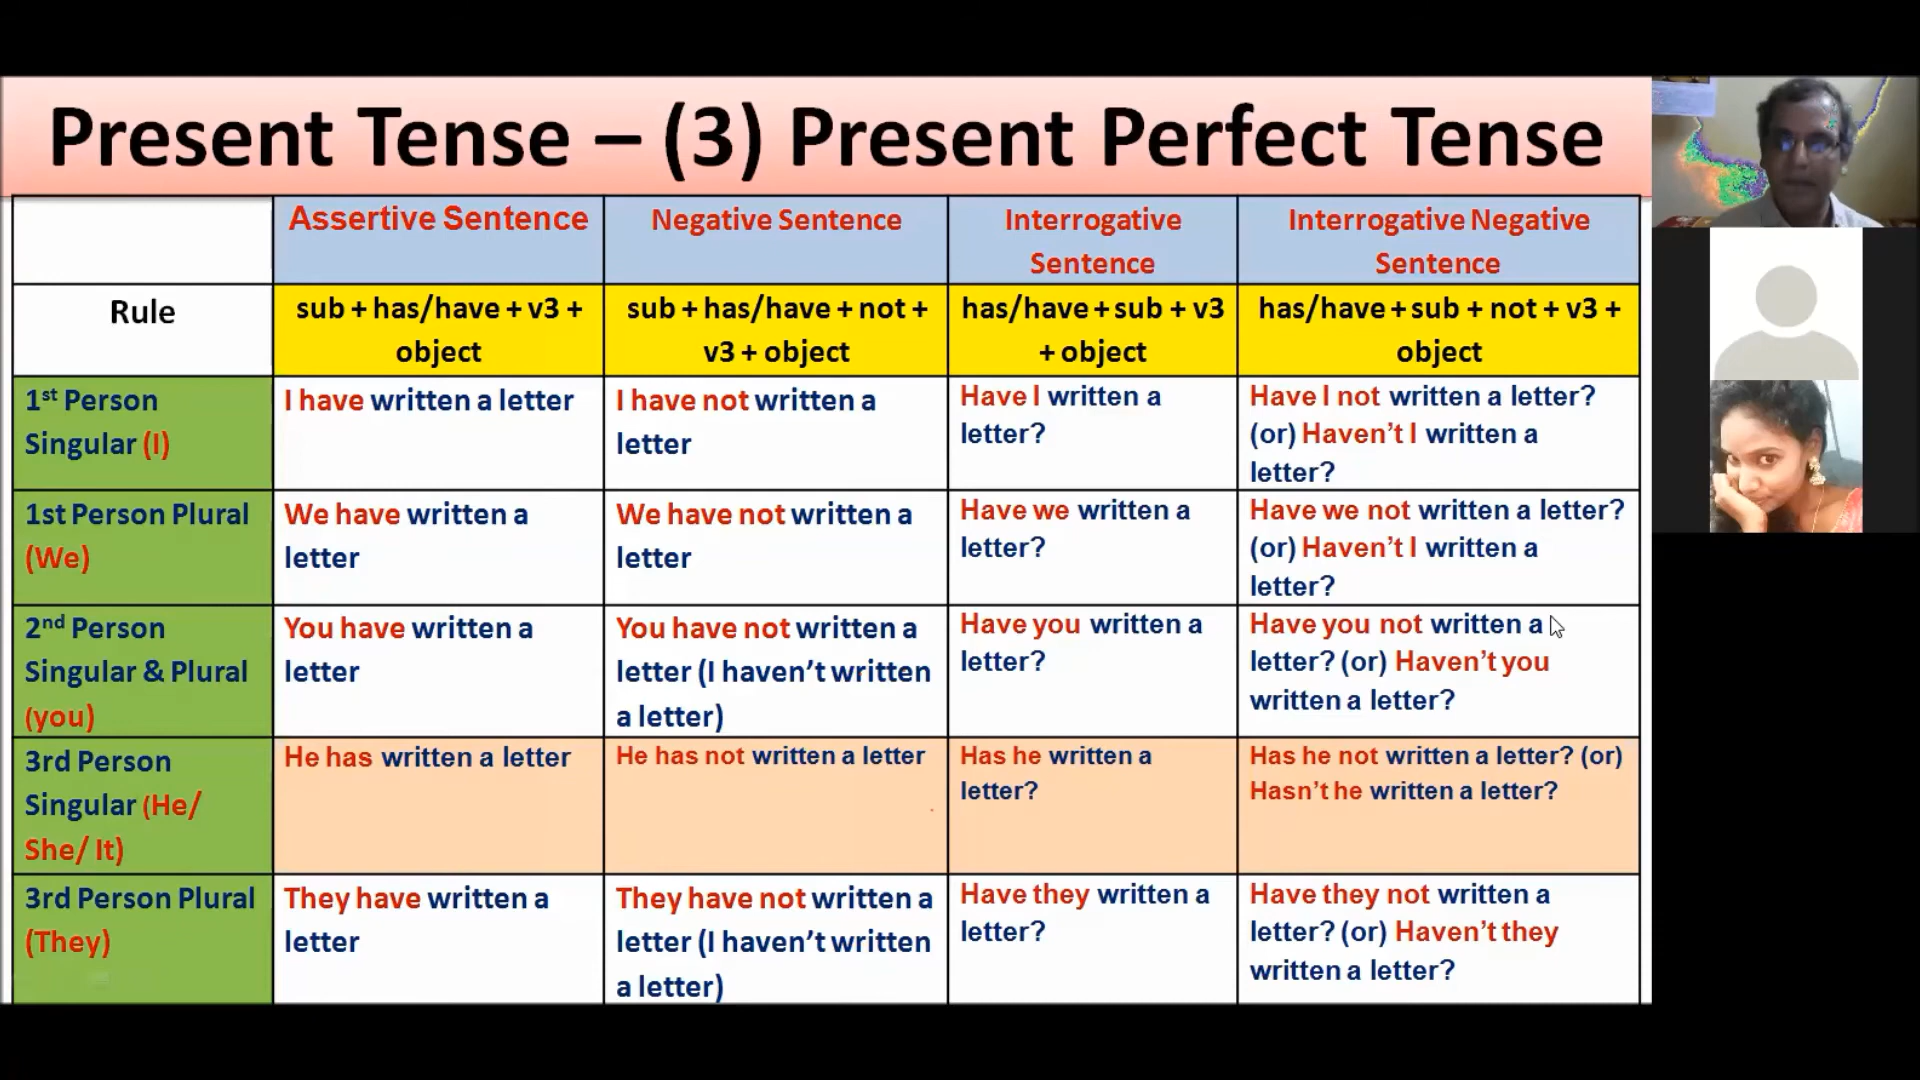 Present Tense – (3) Present Perfect Tense
Assertive Sentence
Negative Sentence
Interrogative
Sentence
Interrogative Negative
Sentence
Rule
sub + has/have + v3 +
object
sub + has/have + not +
v3 + object
has/have + sub + v3
+ object
has/have + sub + not + v3 +
object
1st Person
Singular (I)
I have written a letter
I have not written a
letter
Have I written a
letter?
Have I not written a letter?
(or) Haven’t I written a
letter?
1st Person Plural
(We)
We have written a
letter
We have not written a
letter
Have we written a
letter?
Have we not written a letter?
(or) Haven’t I written a
letter?
2nd Person
Singular & Plural
(you)
You have written a
letter
You have not written a
letter (I haven’t written
a letter)
Have you written a
letter?
Have you not written a
letter? (or) Haven’t you
written a letter?
3rd Person
Singular (He/
She/ It)
He has written a letter
He has not written a letter
Has he written a
letter?
Has he not written a letter? (or)
Hasn’t he written a letter?
3rd Person Plural
(They)
They have written a
letter
They have not written a
letter (I haven’t written
a letter)
Have they written a
letter?
Have they not written a
letter? (or) Haven’t they
written a letter?